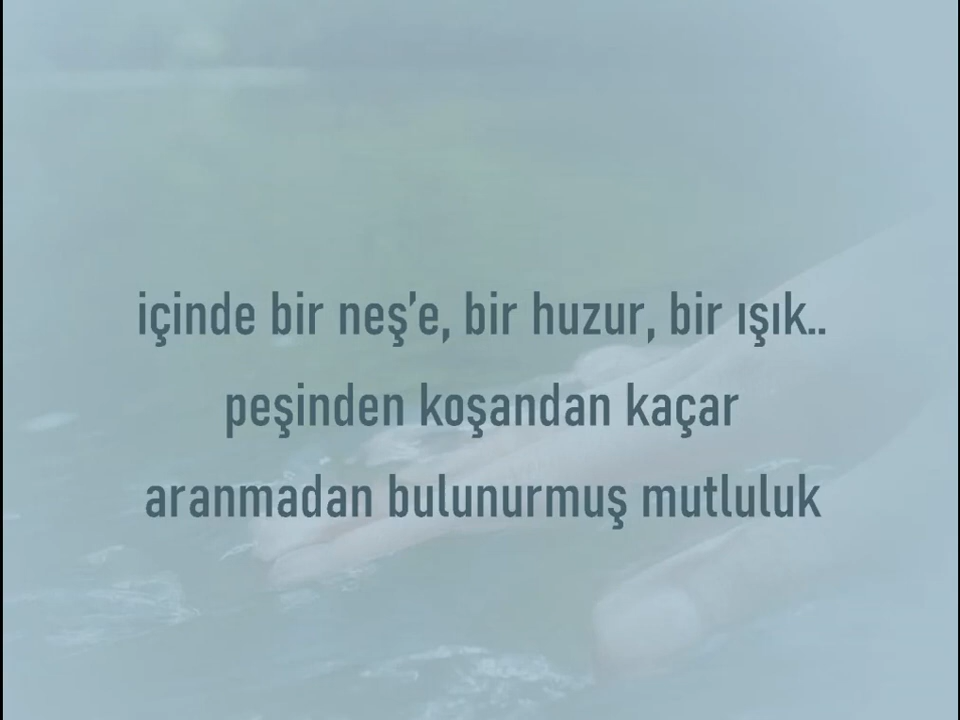 içinde bir neş’e, bir huzur, bir ışık..
peşinden koşandan kaçar
aranmadan bulunurmuş mutluluk